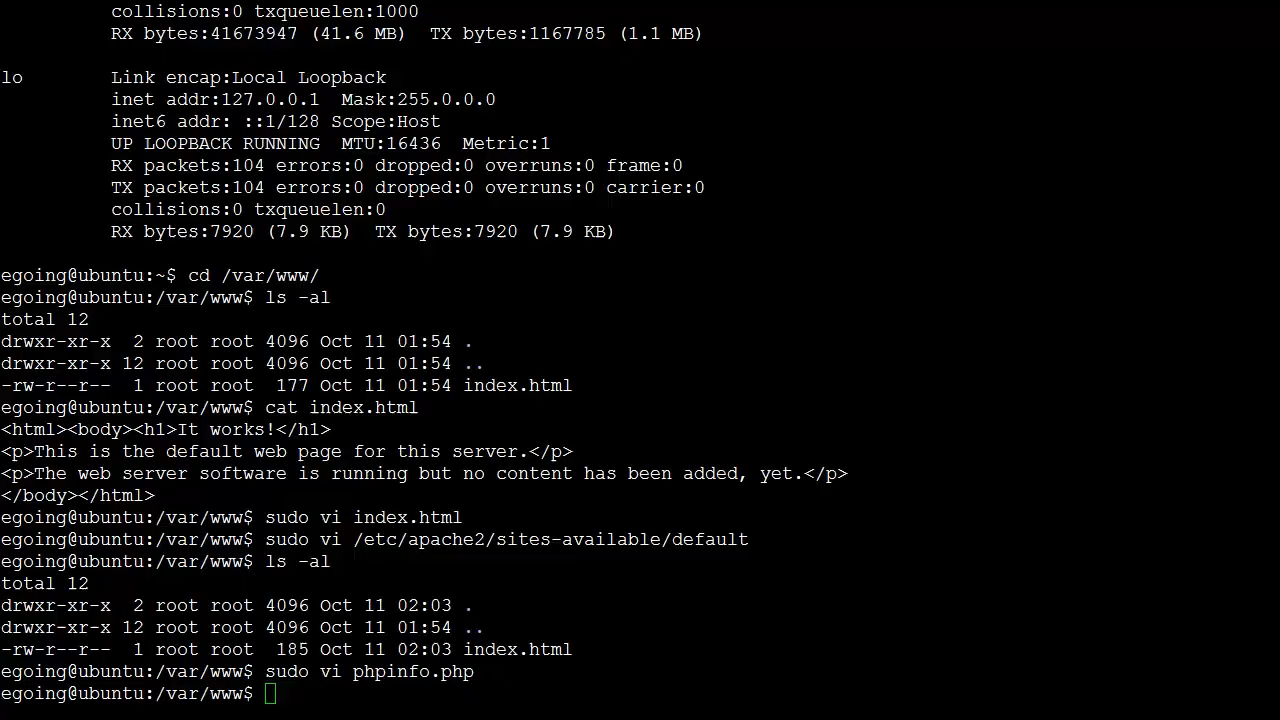 collisions:0 txqueuelen:1000
RX bytes:41673947 (41.6 MB)  TX bytes:1167785 (1.1 MB)
lo        Link encap:Local Loopback
inet addr:127.0.0.1  Mask:255.0.0.0
inet6 addr: ::1/128 Scope:Host
UP LOOPBACK RUNNING  MTU:16436  Metric:1
RX packets:104 errors:0 dropped:0 overruns:0 frame:0
TX packets:104 errors:0 dropped:0 overruns:0 carrier:0
collisions:0 txqueuelen:0
RX bytes:7920 (7.9 KB)  TX bytes:7920 (7.9 KB)
egoing@ubuntu:~$ cd /var/www/
egoing@ubuntu:/var/www$ ls -al
total 12
drwxr-xr-x  2 root root 4096 Oct 11 01:54 .
drwxr-xr-x 12 root root 4096 Oct 11 01:54 ..
-rw-r--r--  1 root root  177 Oct 11 01:54 index.html
egoing@ubuntu:/var/www$ cat index.html
<html><body><h1>It works!</h1>
<p>This is the default web page for this server.</p>
<p>The web server software is running but no content has been added, yet.</p>
</body></html>
egoing@ubuntu:/var/www$ sudo vi index.html
egoing@ubuntu:/var/www$ sudo vi /etc/apache2/sites-available/default
egoing@ubuntu:/var/www$ ls -al
total 12
drwxr-xr-x  2 root root 4096 Oct 11 02:03 .
drwxr-xr-x 12 root root 4096 Oct 11 01:54 ..
-rw-r--r--  1 root root  185 Oct 11 02:03 index.html
egoing@ubuntu:/var/www$ sudo vi phpinfo.php
egoing@ubuntu:/var/www$